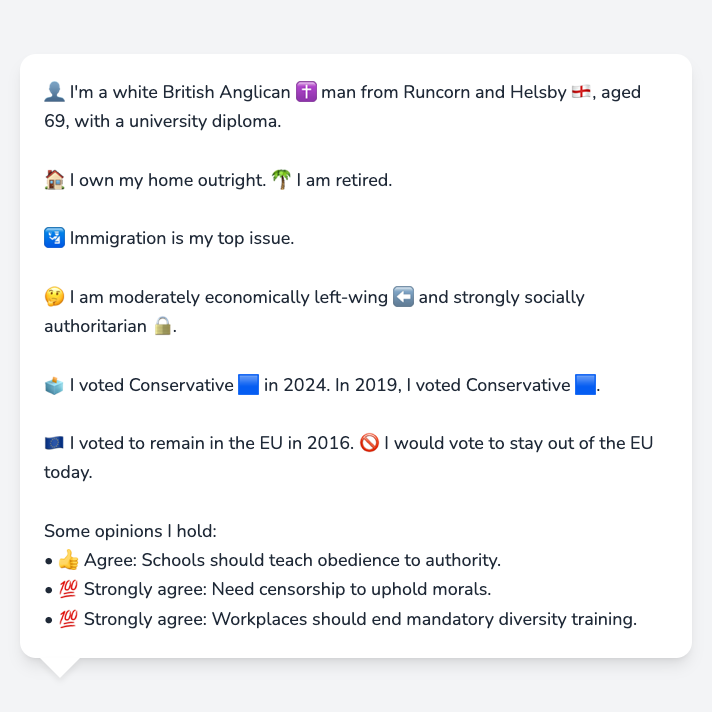 👤 I'm a white British Anglican ✝️ man from Runcorn and Helsby 🏴󠁧󠁢󠁥󠁮󠁧󠁿, aged
69, with a university diploma.
🏠 I own my home outright. 🌴 I am retired.
🛂 Immigration is my top issue.
🤔 I am moderately economically left-wing ⬅️ and strongly socially
authoritarian 🔒.
🗳️ I voted Conservative 🟦 in 2024. In 2019, I voted Conservative 🟦.
🇪🇺 I voted to remain in the EU in 2016. 🚫 I would vote to stay out of the EU
today.
Some opinions I hold:
• 👍 Agree: Schools should teach obedience to authority.
• 💯 Strongly agree: Need censorship to uphold morals.
• 💯 Strongly agree: Workplaces should end mandatory diversity training.